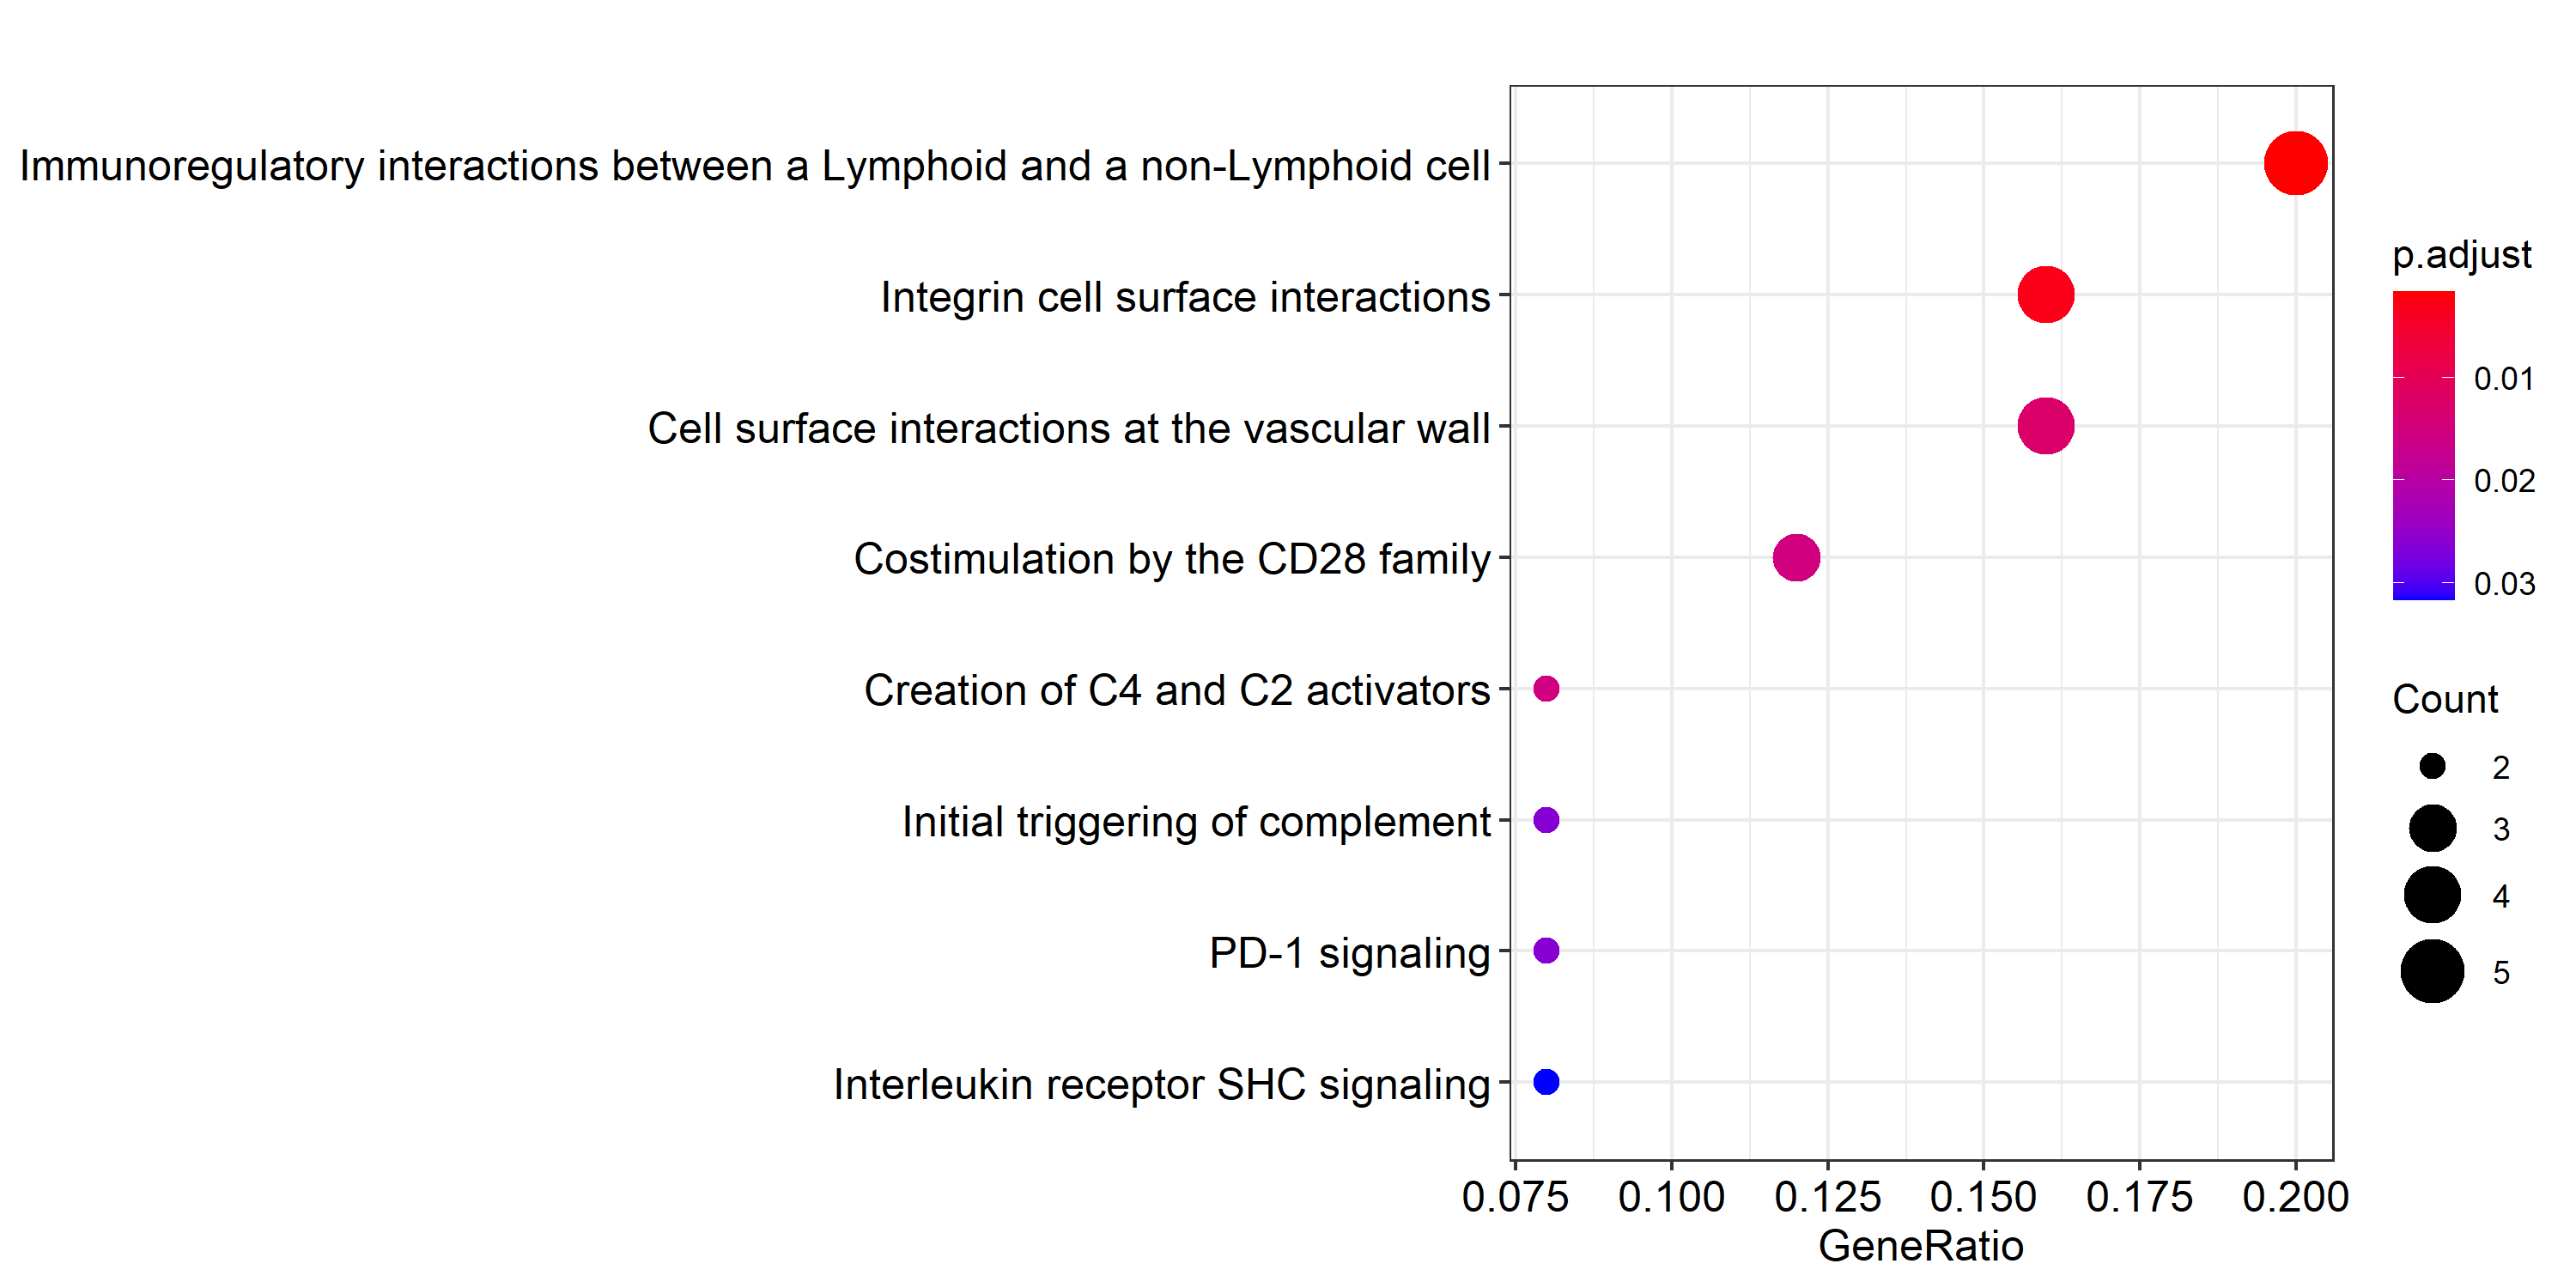 Immunoregulatory interactions between a Lymphoid and a non-Lymphoid cell
Integrin cell surface interactions
Cell surface interactions at the vascular wall
Costimulation by the CD28 family
Creation of C4 and C2 activators
Initial triggering of complement
PD-1 signaling
Interleukin receptor SHC signaling
0.075 0.100 0.125 0.150 0.175 0.200
GeneRatio
p.adjust
0.01
0.02
0.03
Count
2
3
4
5